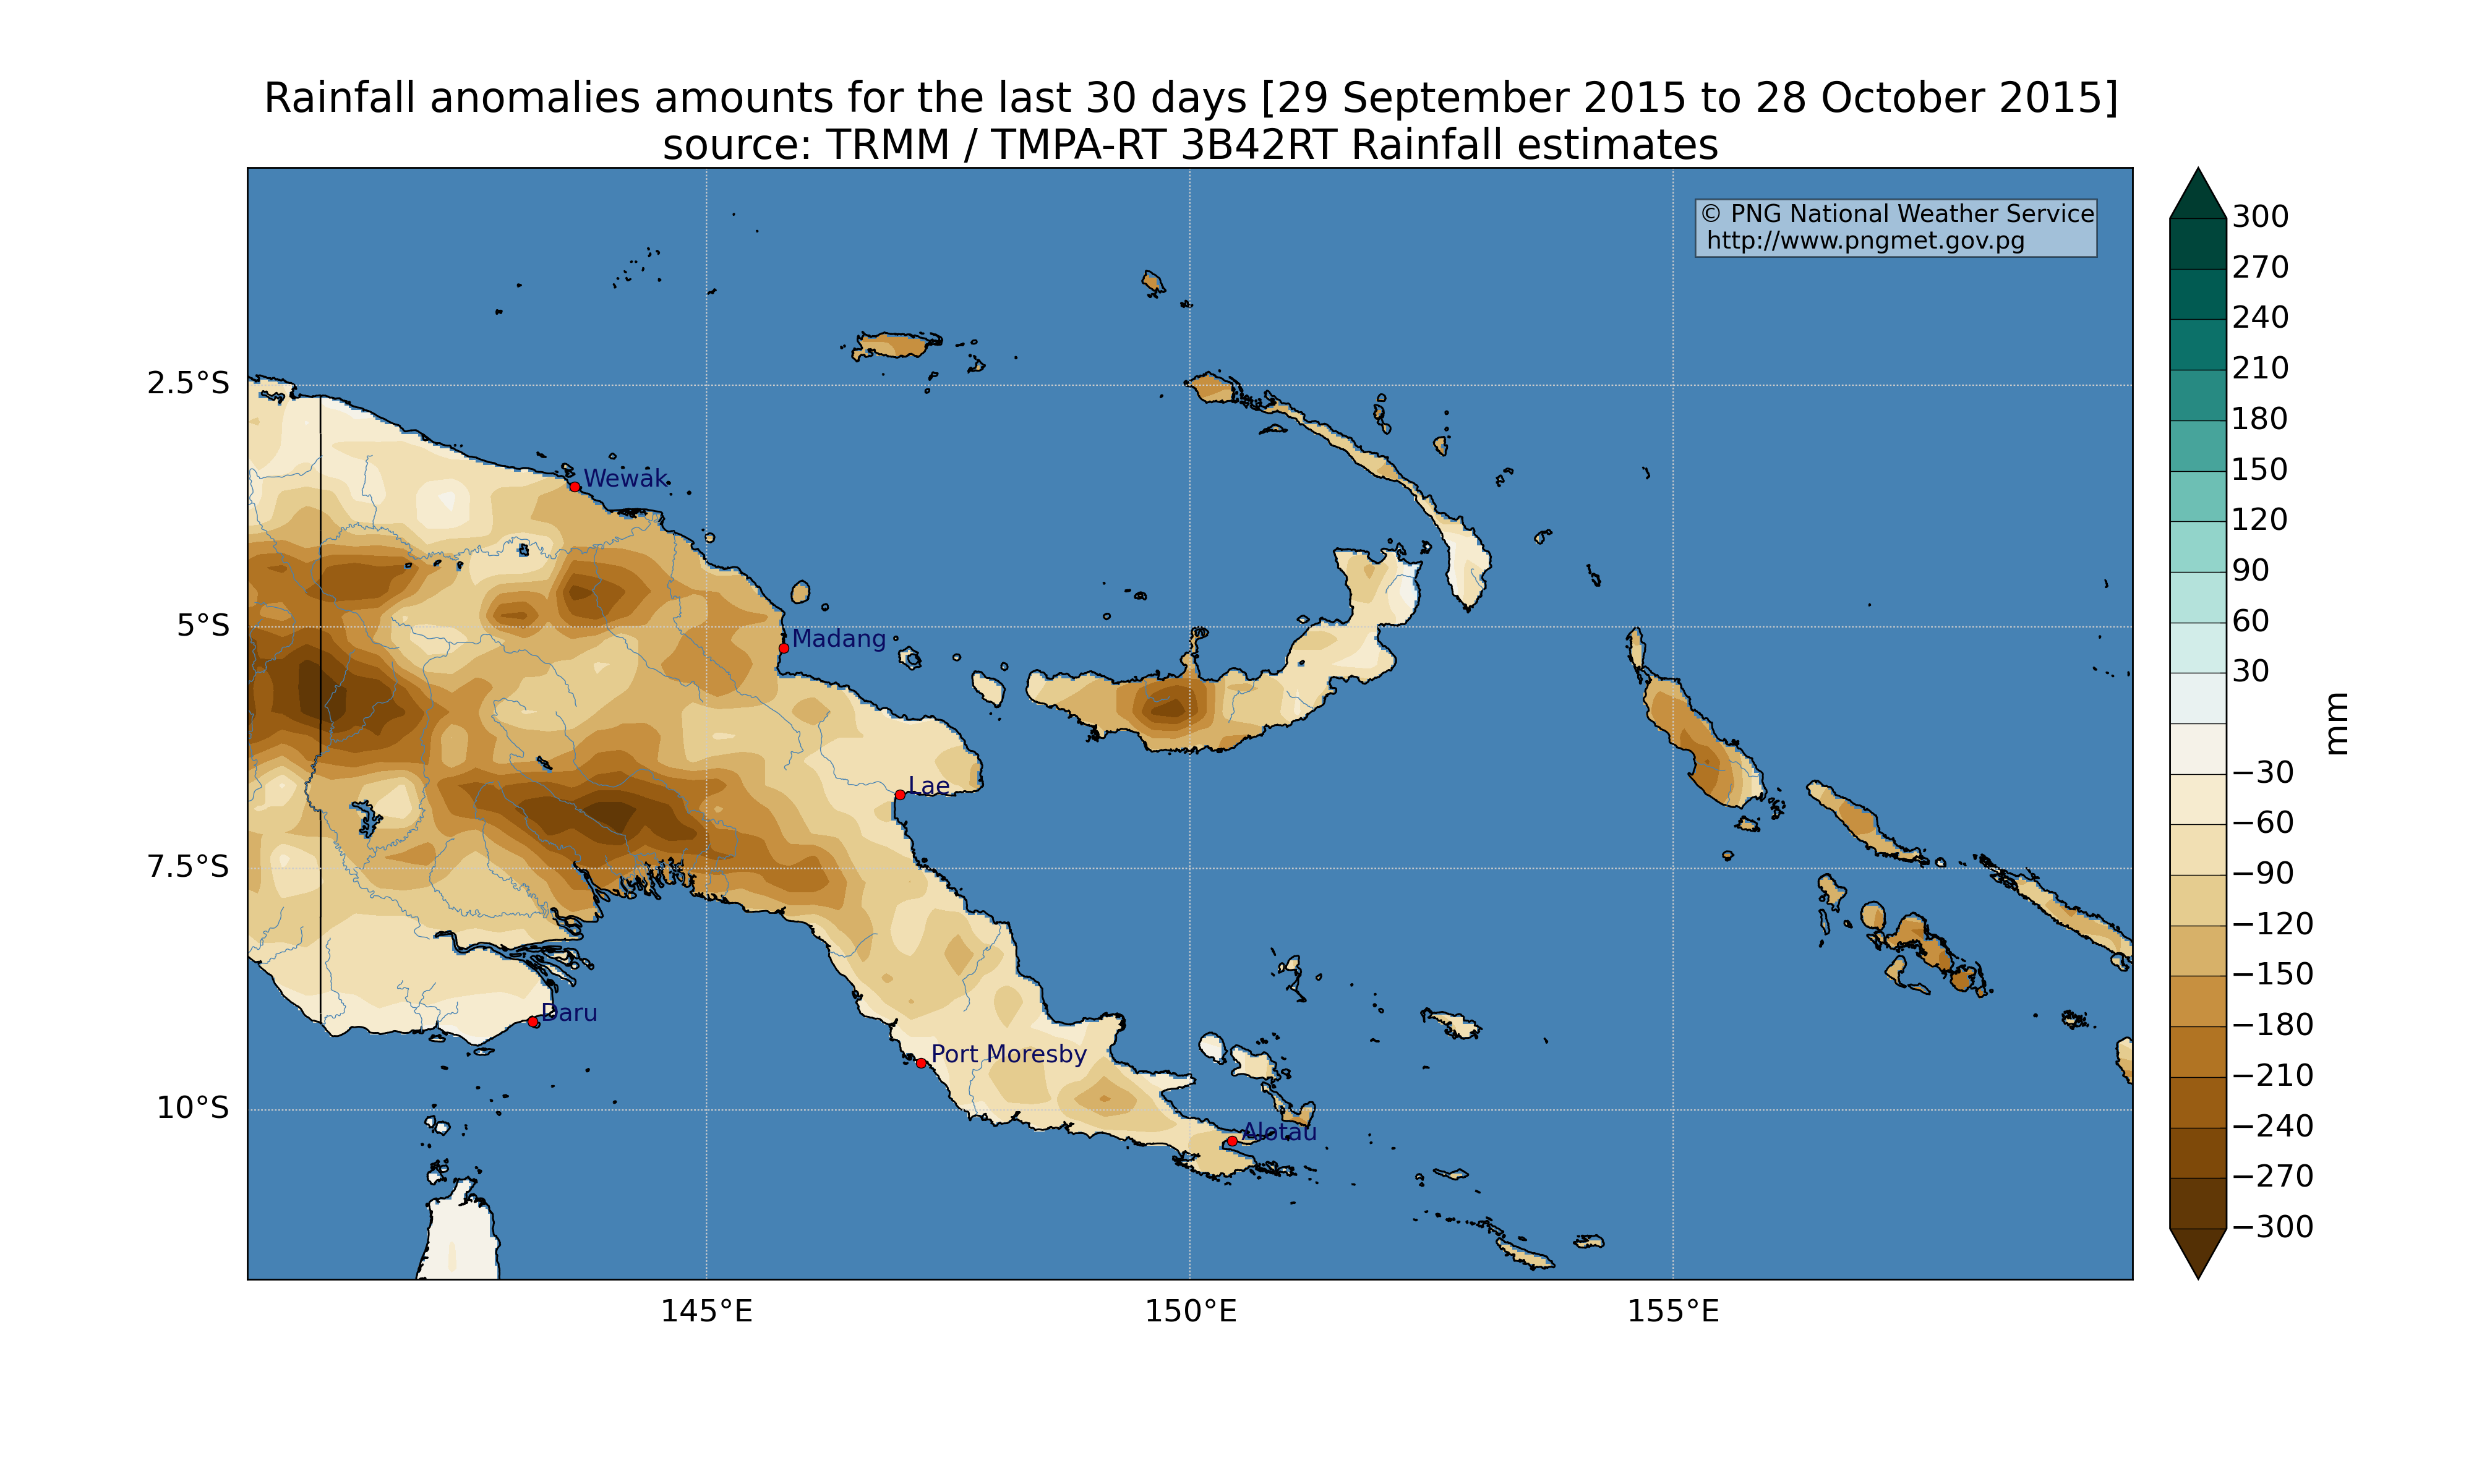 Rainfall anomalies amounts for the last 30 days [29 September 2015 to 28 October 2015]
source: TRMM / TMPA-RT 3B42RT Rainfall estimates
© PNG National Weather Service
http://www.pngmet.gov.pg
2.5°S
5°S
7.5°S
10°S
145°E
150°E
155°E
Wewak
Madang
Lae
Daru
Port Moresby
Alotau
300
270
240
210
180
150
120
90
60
30
−30
−60
−90
−120
−150
−180
−210
−240
−270
−300
mm